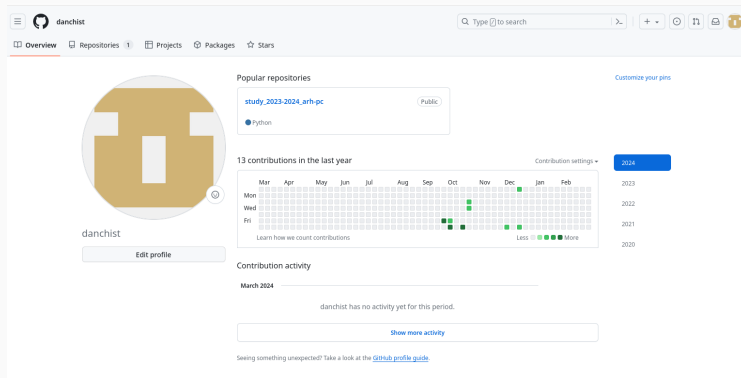 danchist
Type / to search
Overview
Repositories 1
Projects
Packages
Stars
Popular repositories
Customize your pins
study_2023-2024_arh-pc
Public
Python
13 contributions in the last year
Contribution settings
2024
2023
2022
2021
2020
Mar Apr May Jun Jul Aug Sep Oct Nov Dec Jan Feb
Mon
Wed
Fri
Learn how we count contributions
Less More
danchist
Edit profile
Contribution activity
March 2024
danchist has no activity yet for this period.
Show more activity
Seeing something unexpected? Take a look at the GitHub profile guide.